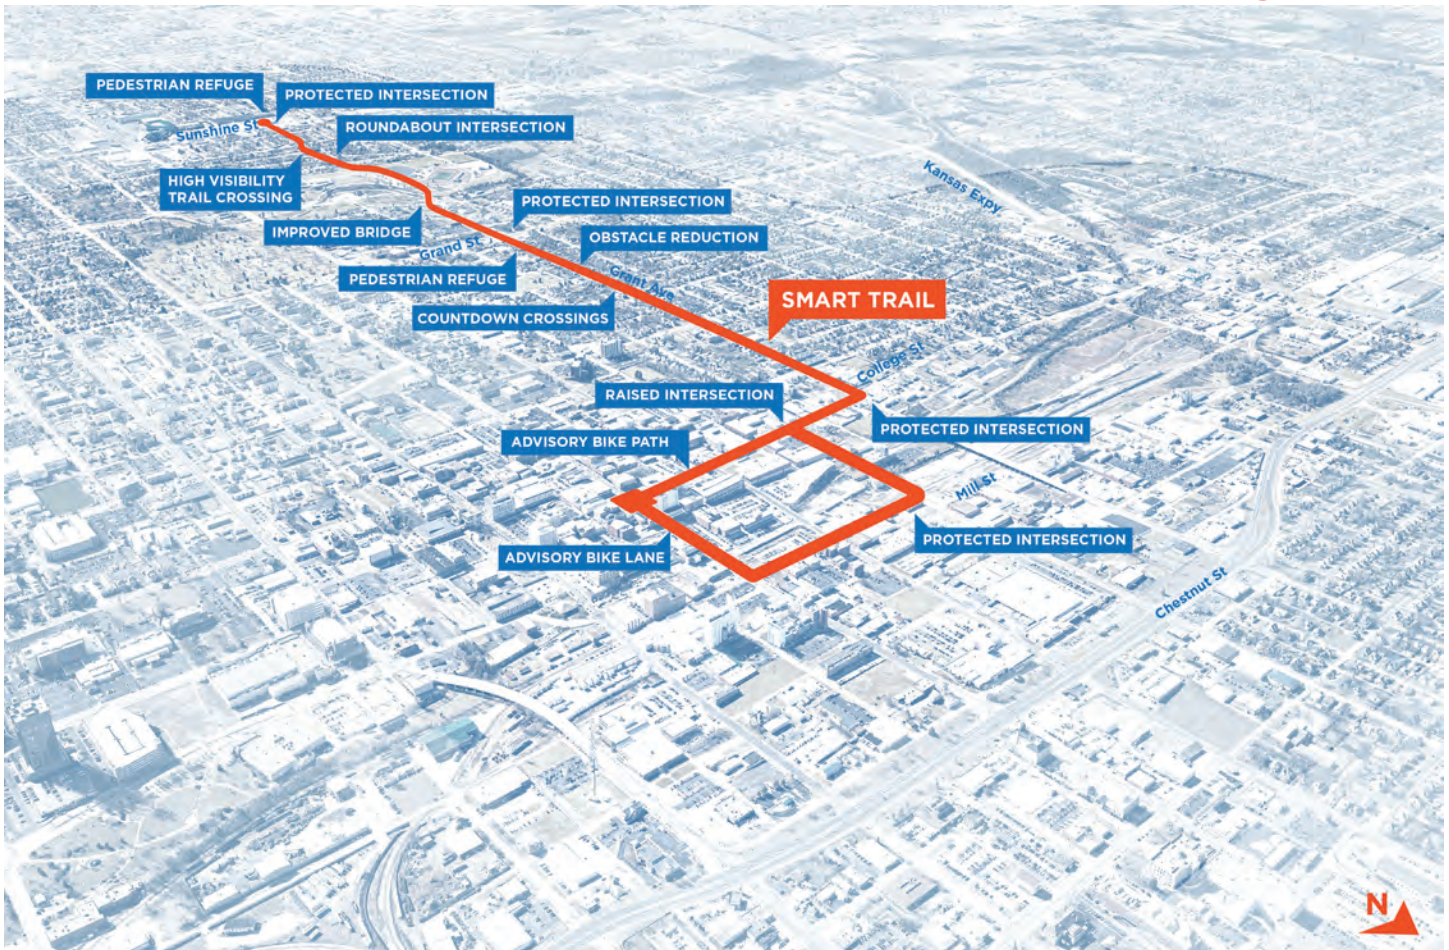 PEDESTRIAN REFUGE
PROTECTED INTERSECTION
Sunshine St
ROUNDABOUT INTERSECTION
HIGH VISIBILITY
TRAIL CROSSING
Kansas Expy
PROTECTED INTERSECTION
IMPROVED BRIDGE
Grand St
OBSTACLE REDUCTION
PEDESTRIAN REFUGE
Grant Ave
SMART TRAIL
COUNTDOWN CROSSINGS
College St
RAISED INTERSECTION
PROTECTED INTERSECTION
ADVISORY BIKE PATH
Mill St
PROTECTED INTERSECTION
ADVISORY BIKE LANE
Chestnut St
N